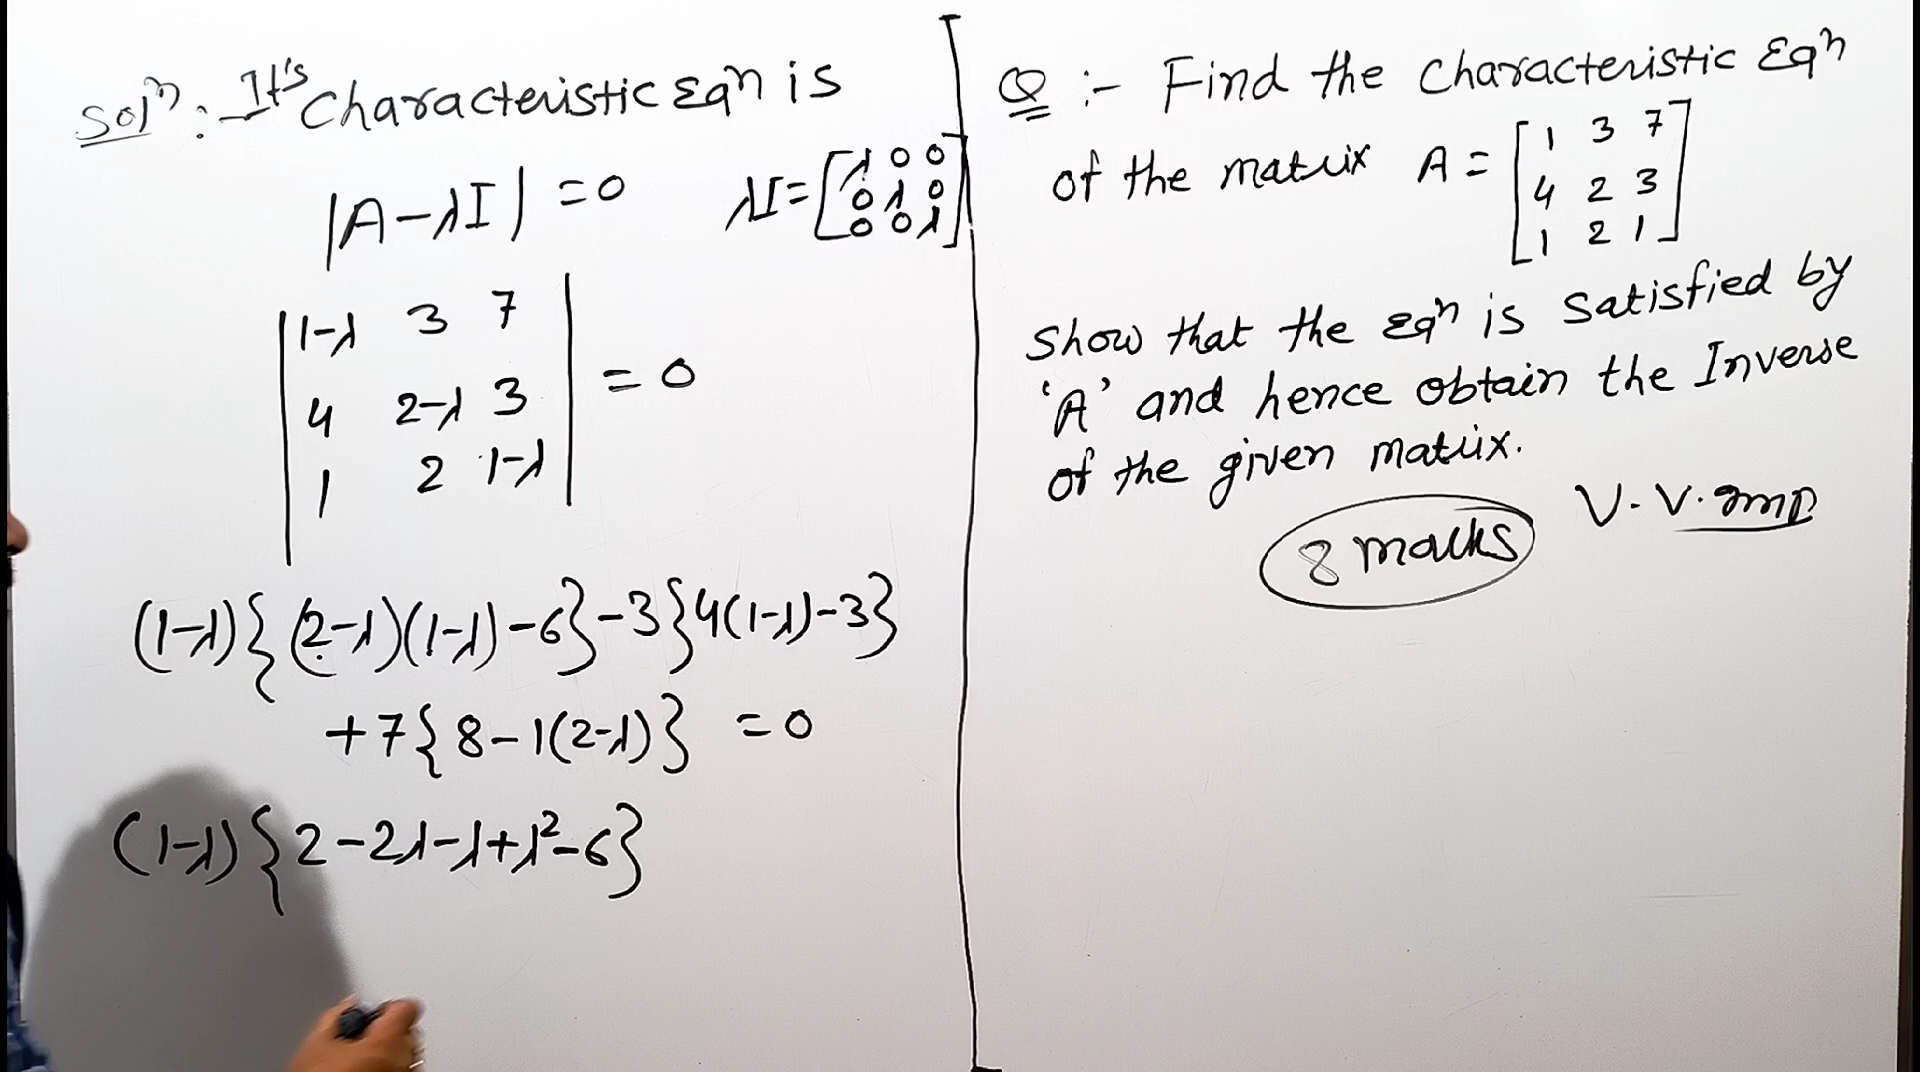 Solⁿ :- It's Characteristic Eqⁿ is
|A-λI| = 0 λI = [λ 0 0
0 λ 0
0 0 λ]
|1-λ 3 7
4 2-λ 3
1 2 1-λ| = 0
(1-λ){(2-λ)(1-λ)-6}-3{4(1-λ)-3}
+7{8-1(2-λ)} = 0
(1-λ){2-2λ-λ+λ²-6}
Q :- Find the characteristic Eqⁿ
of the matrix A = [1 3 7
4 2 3
1 2 1]
Show that the Eqⁿ is Satisfied by
'A' and hence obtain the Inverse
of the given matrix.
8 marks V.V.Imp